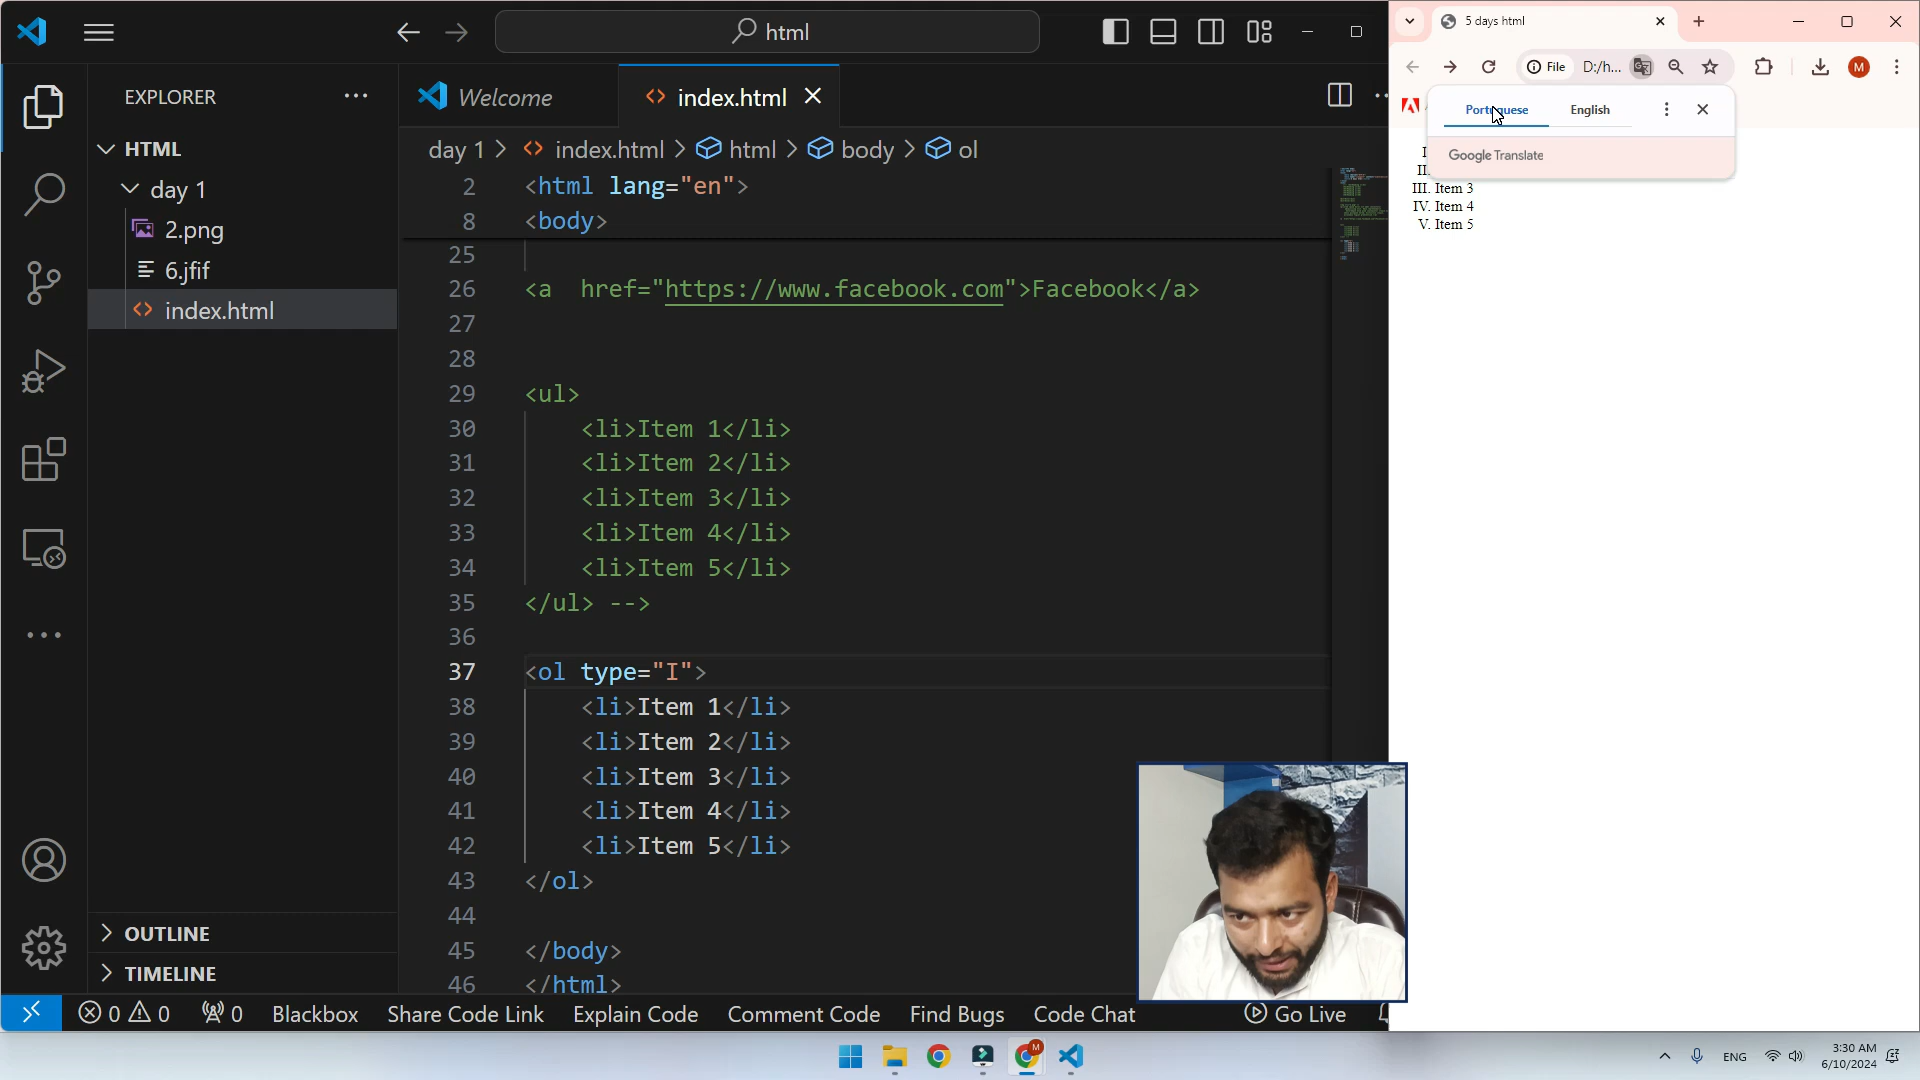 html
EXPLORER
HTML
day 1
2.png
6.jfif
index.html
OUTLINE
TIMELINE
Welcome
index.html
day 1 > index.html > html > body > ol
2 <html lang="en">
8 <body>
25
26 <a  href="https://www.facebook.com">Facebook</a>
27
28
29 <ul>
30 <li>Item 1</li>
31 <li>Item 2</li>
32 <li>Item 3</li>
33 <li>Item 4</li>
34 <li>Item 5</li>
35 </ul> -->
36
37 <ol type="I">
38 <li>Item 1</li>
39 <li>Item 2</li>
40 <li>Item 3</li>
41 <li>Item 4</li>
42 <li>Item 5</li>
43 </ol>
44
45 </body>
46 </html>
0 0 0 Blackbox Share Code Link Explain Code Comment Code Find Bugs Code Chat Go Live
5 days html
File D:/h... M
Portuguese English
Google Translate
III. Item 3
IV. Item 4
V. Item 5
M
ENG
3:30 AM
6/10/2024